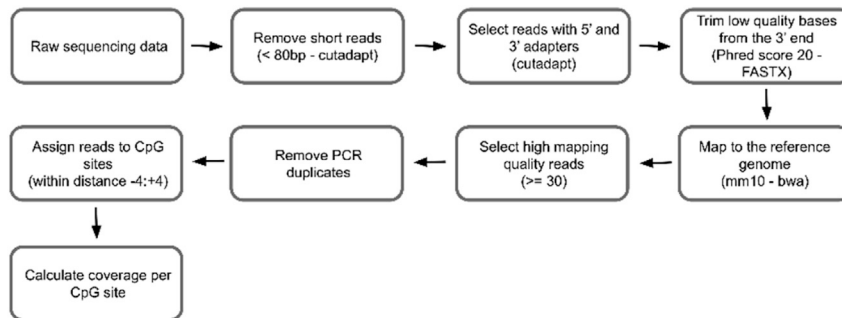 Raw sequencing data
Remove short reads
(< 80bp - cutadapt)
Select reads with 5' and
3' adapters
(cutadapt)
Trim low quality bases
from the 3' end
(Phred score 20 -
FASTX)
Map to the reference
genome
(mm10 - bwa)
Select high mapping
quality reads
(>= 30)
Remove PCR
duplicates
Assign reads to CpG
sites
(within distance -4:+4)
Calculate coverage per
CpG site